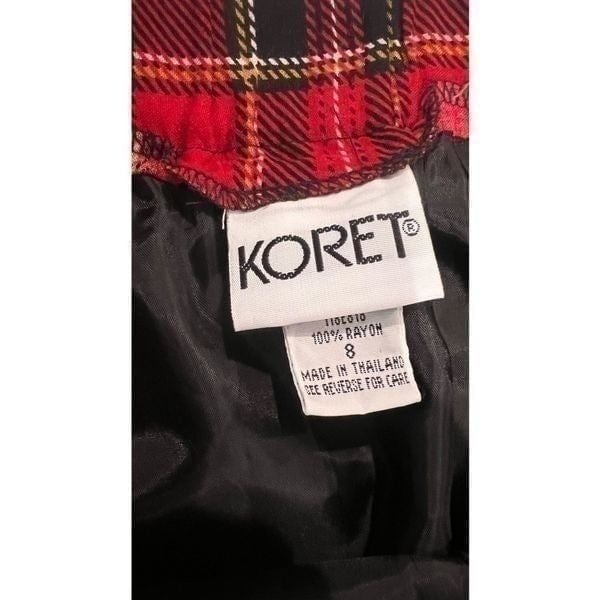 KORET®
100% RAYON
8
MADE IN THAILAND
SEE REVERSE FOR CARE